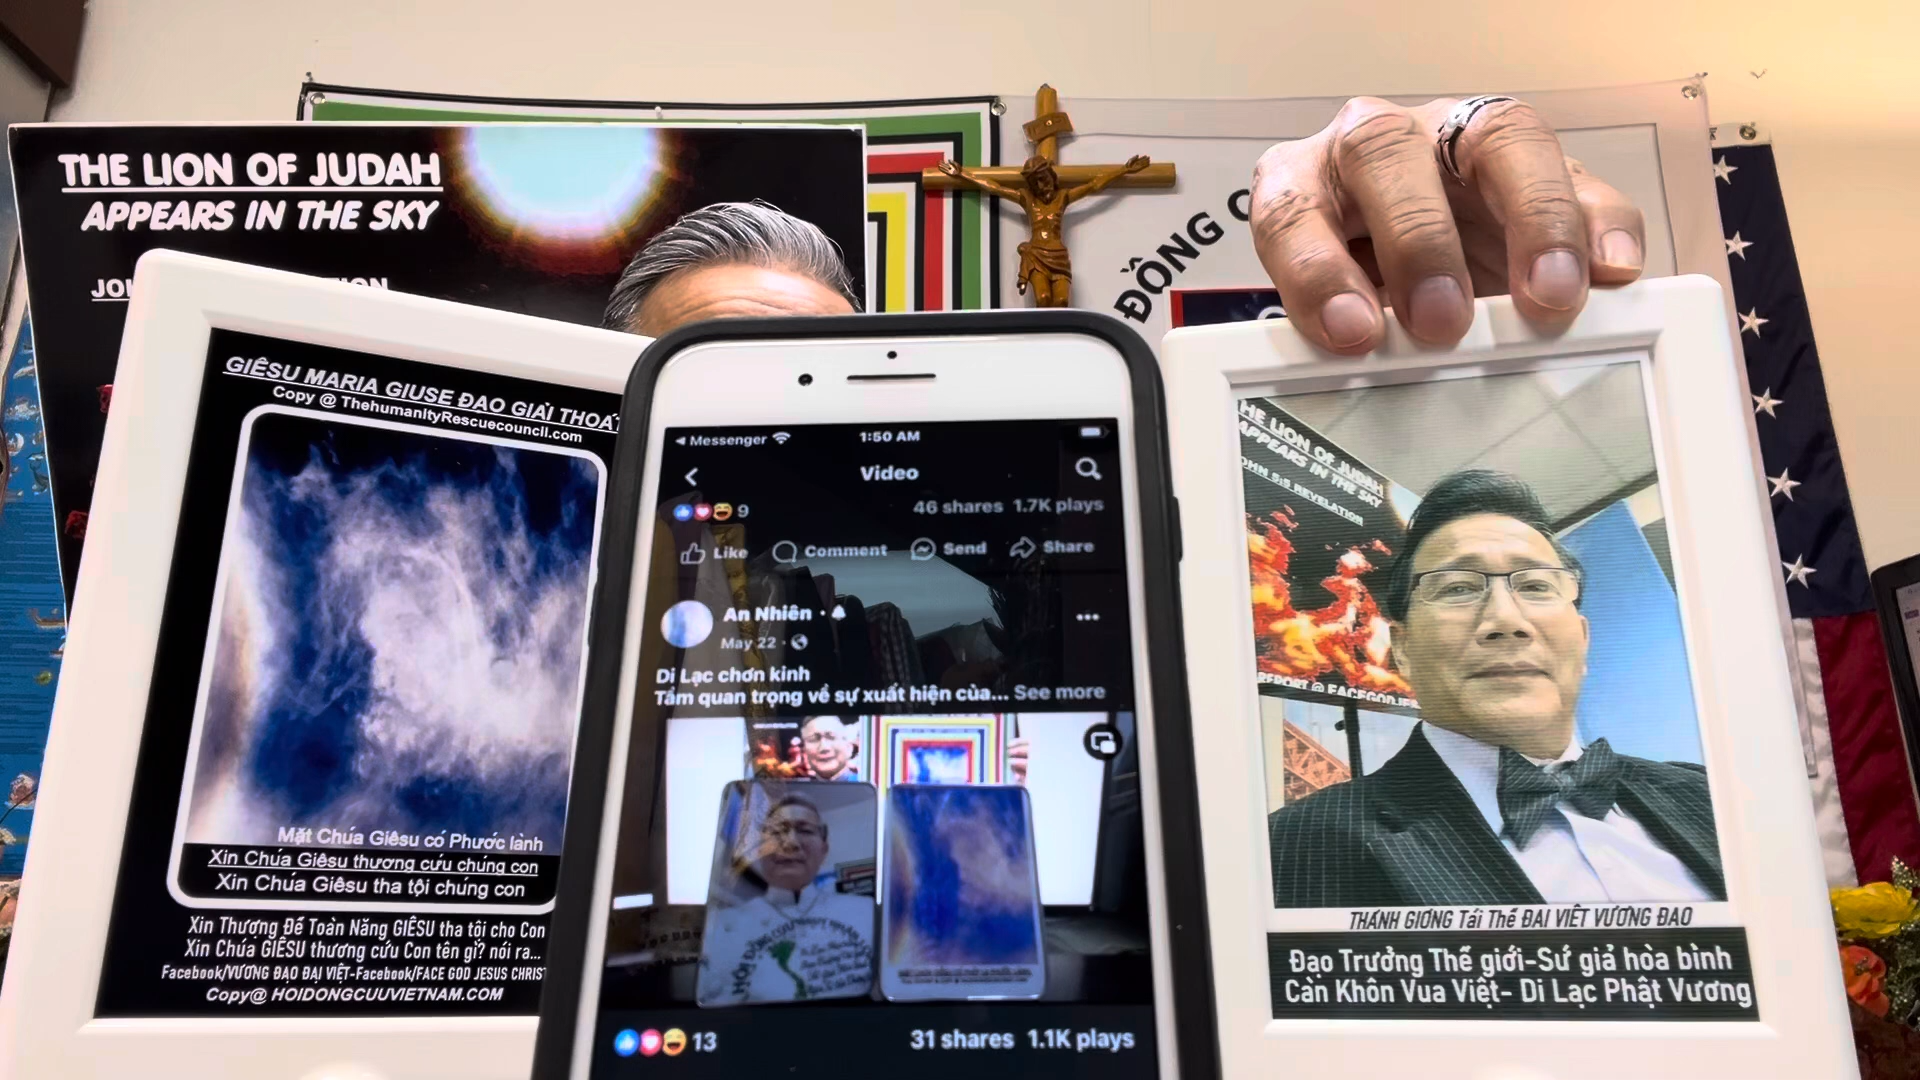 THE LION OF JUDAH
APPEARS IN THE SKY
ĐỒNG
GIÊSU MARIA GIUSE ĐẠO GIẢI THOÁT
Copy @ ThehumanityRescuecouncil.com
Mặt Chúa Giêsu có Phước lành
Xin Chúa Giêsu thương cứu chúng con
Xin Chúa Giêsu tha tội chúng con
Xin Thượng Đế Toàn Năng GIÊSU tha tội cho Con
Xin Chúa GIÊSU thương cứu Con tên gì? nói ra...
Facebook/VƯƠNG ĐẠO ĐẠI VIỆT-Facebook/FACE GOD JESUS CHRIST
Copy@ HOIDONGCUUVIETNAM.COM
Messenger
1:50 AM
Video
9
46 shares 1.7K plays
Like
Comment
Send
Share
An Nhiên
May 22
Di Lạc chơn kinh
Tầm quan trọng về sự xuất hiện của... See more
13
31 shares 1.1K plays
THE LION OF JUDAH
APPEARS IN THE SKY
JOHN 5:5 REVELATION
THÁNH GIÓNG Tái Thế ĐẠI VIỆT VƯƠNG ĐẠO
Đạo Trưởng Thế giới-Sứ giả hòa bình
Càn Khôn Vua Việt- Di Lạc Phật Vương